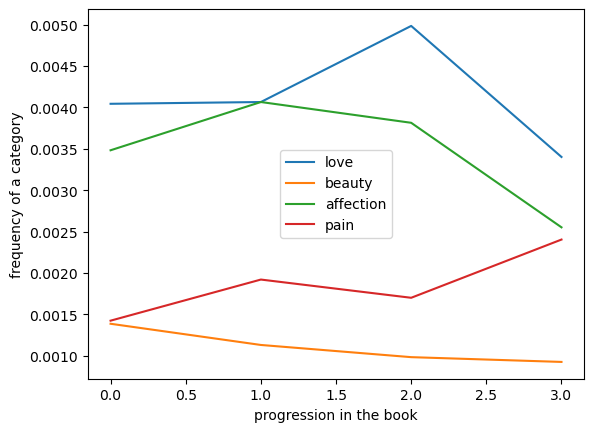 0.0050
0.0045
0.0040
0.0035
0.0030
0.0025
0.0020
0.0015
0.0010
frequency of a category
love
beauty
affection
pain
0.0 0.5 1.0 1.5 2.0 2.5 3.0
progression in the book